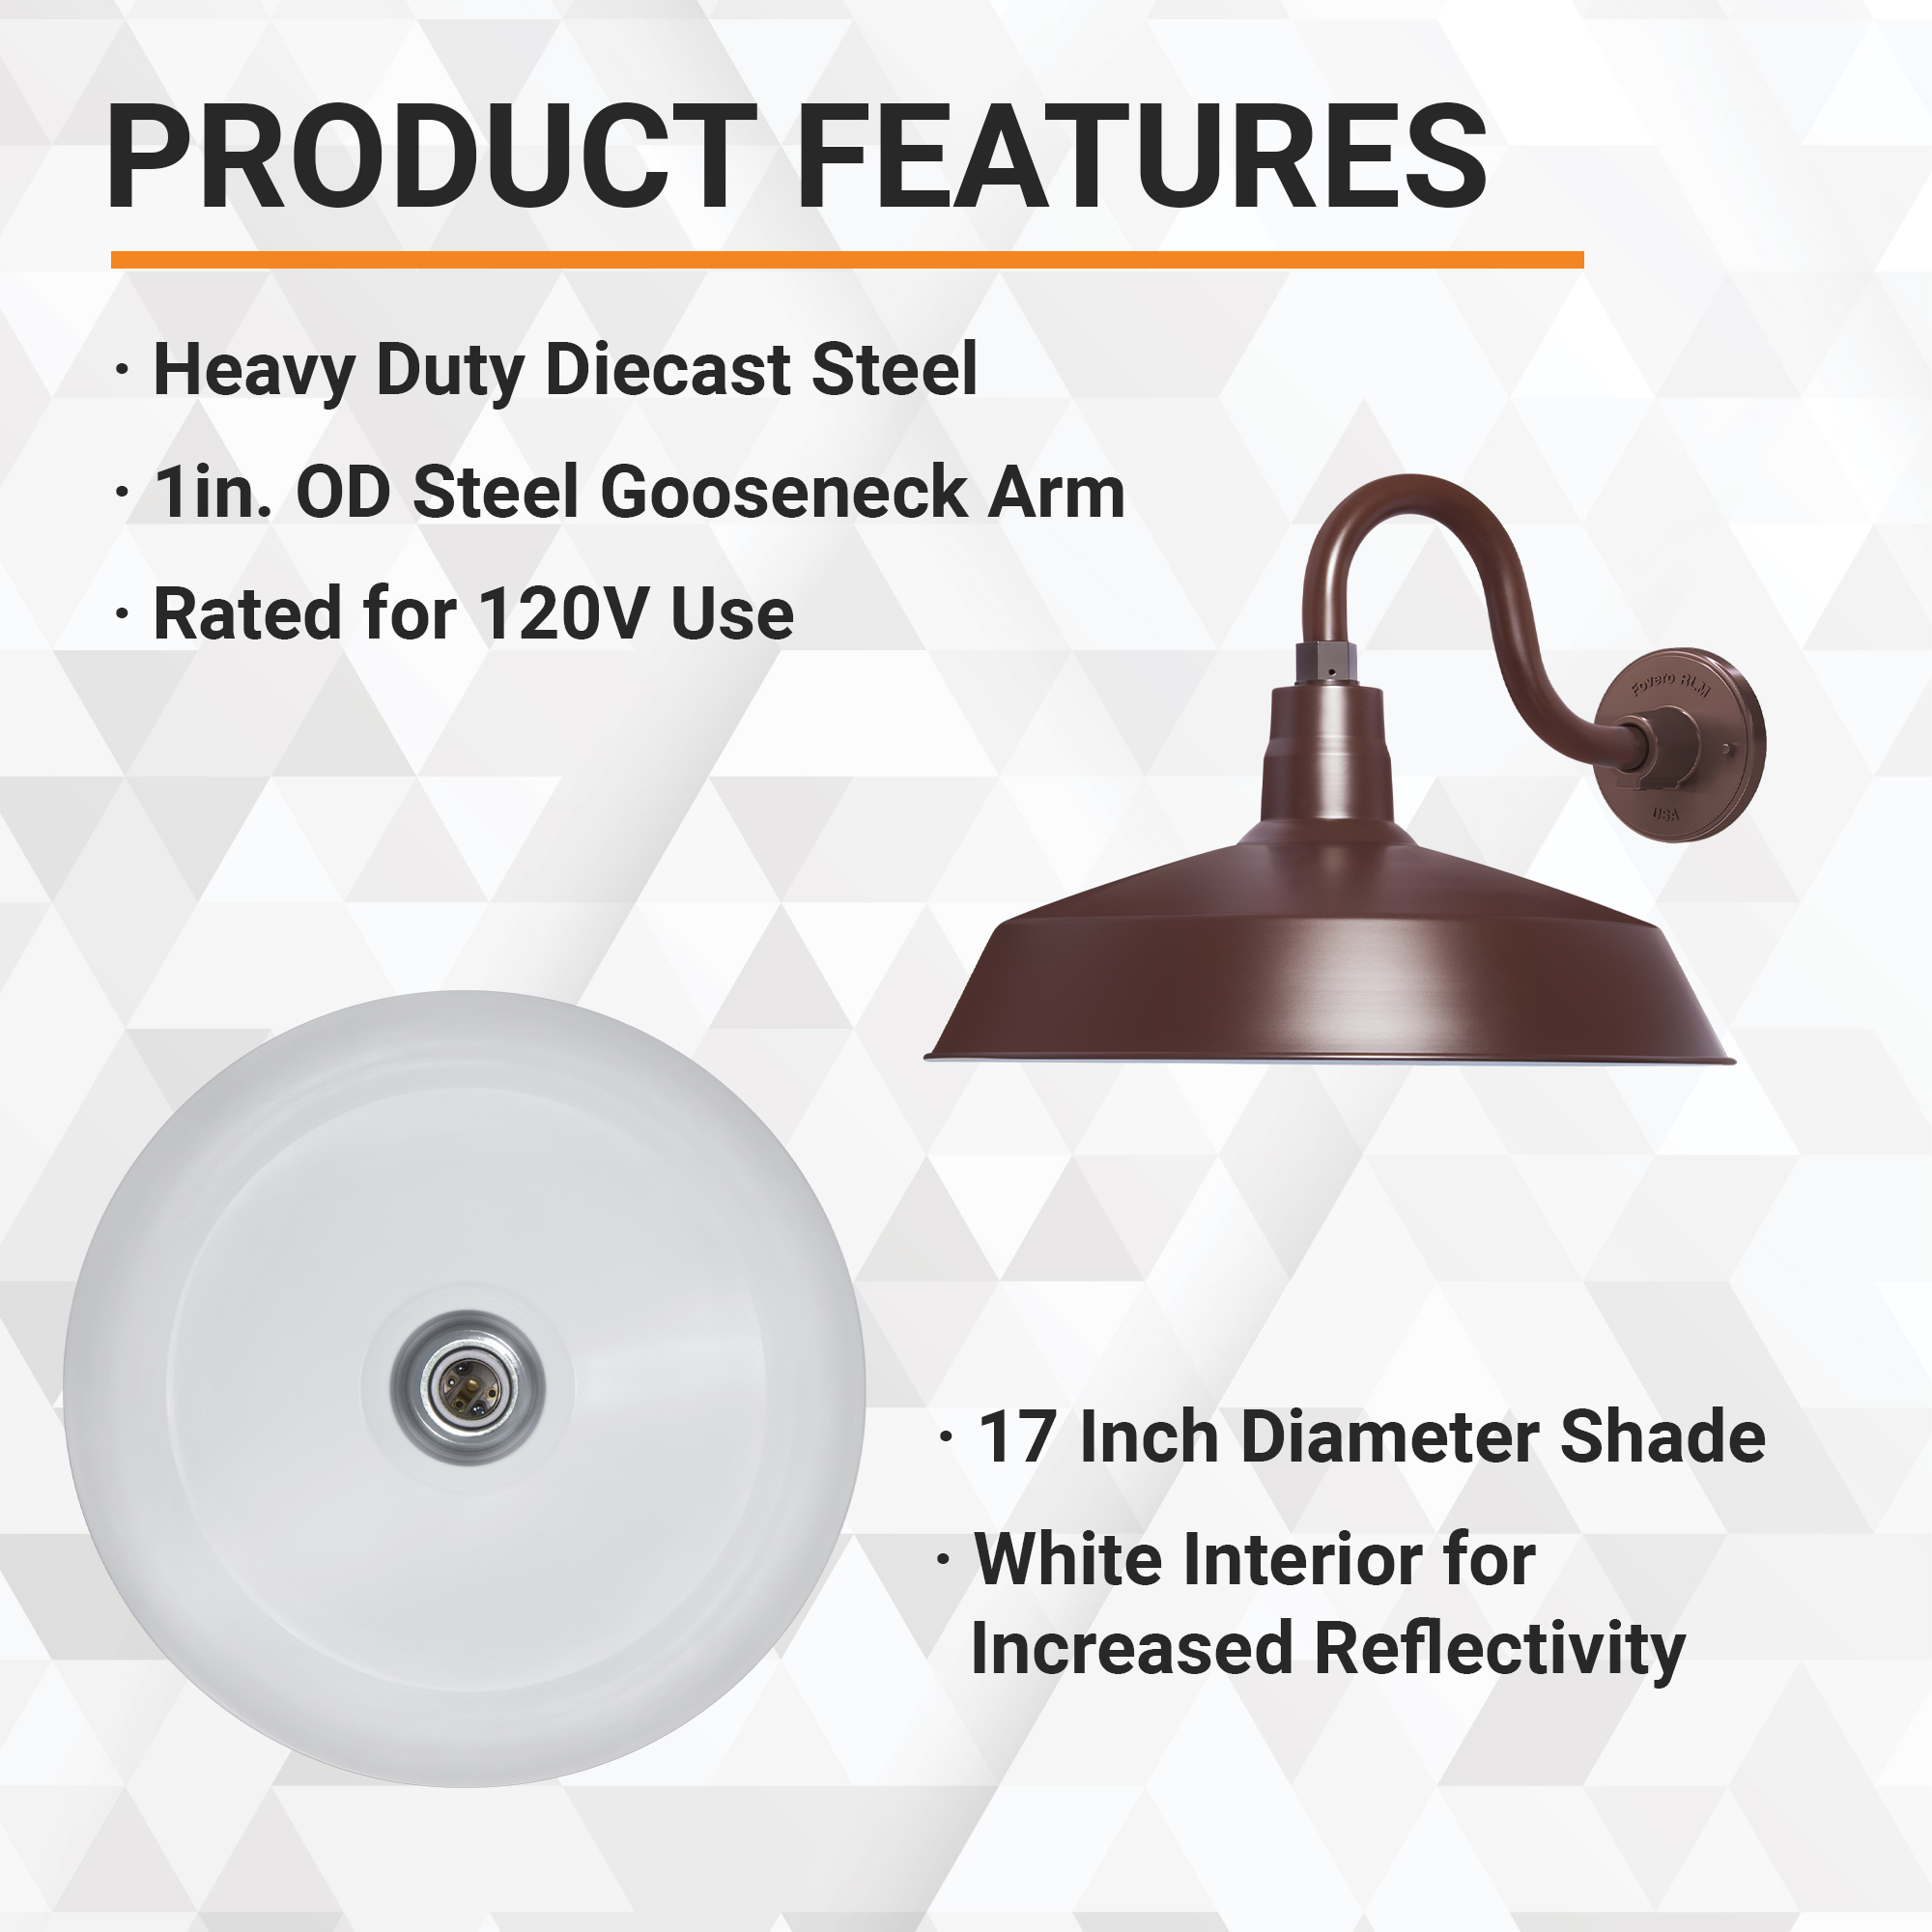 PRODUCT FEATURES
· Heavy Duty Diecast Steel
· 1in. OD Steel Gooseneck Arm
· Rated for 120V Use
Fovero RLM
USA
· 17 Inch Diameter Shade
· White Interior for
Increased Reflectivity